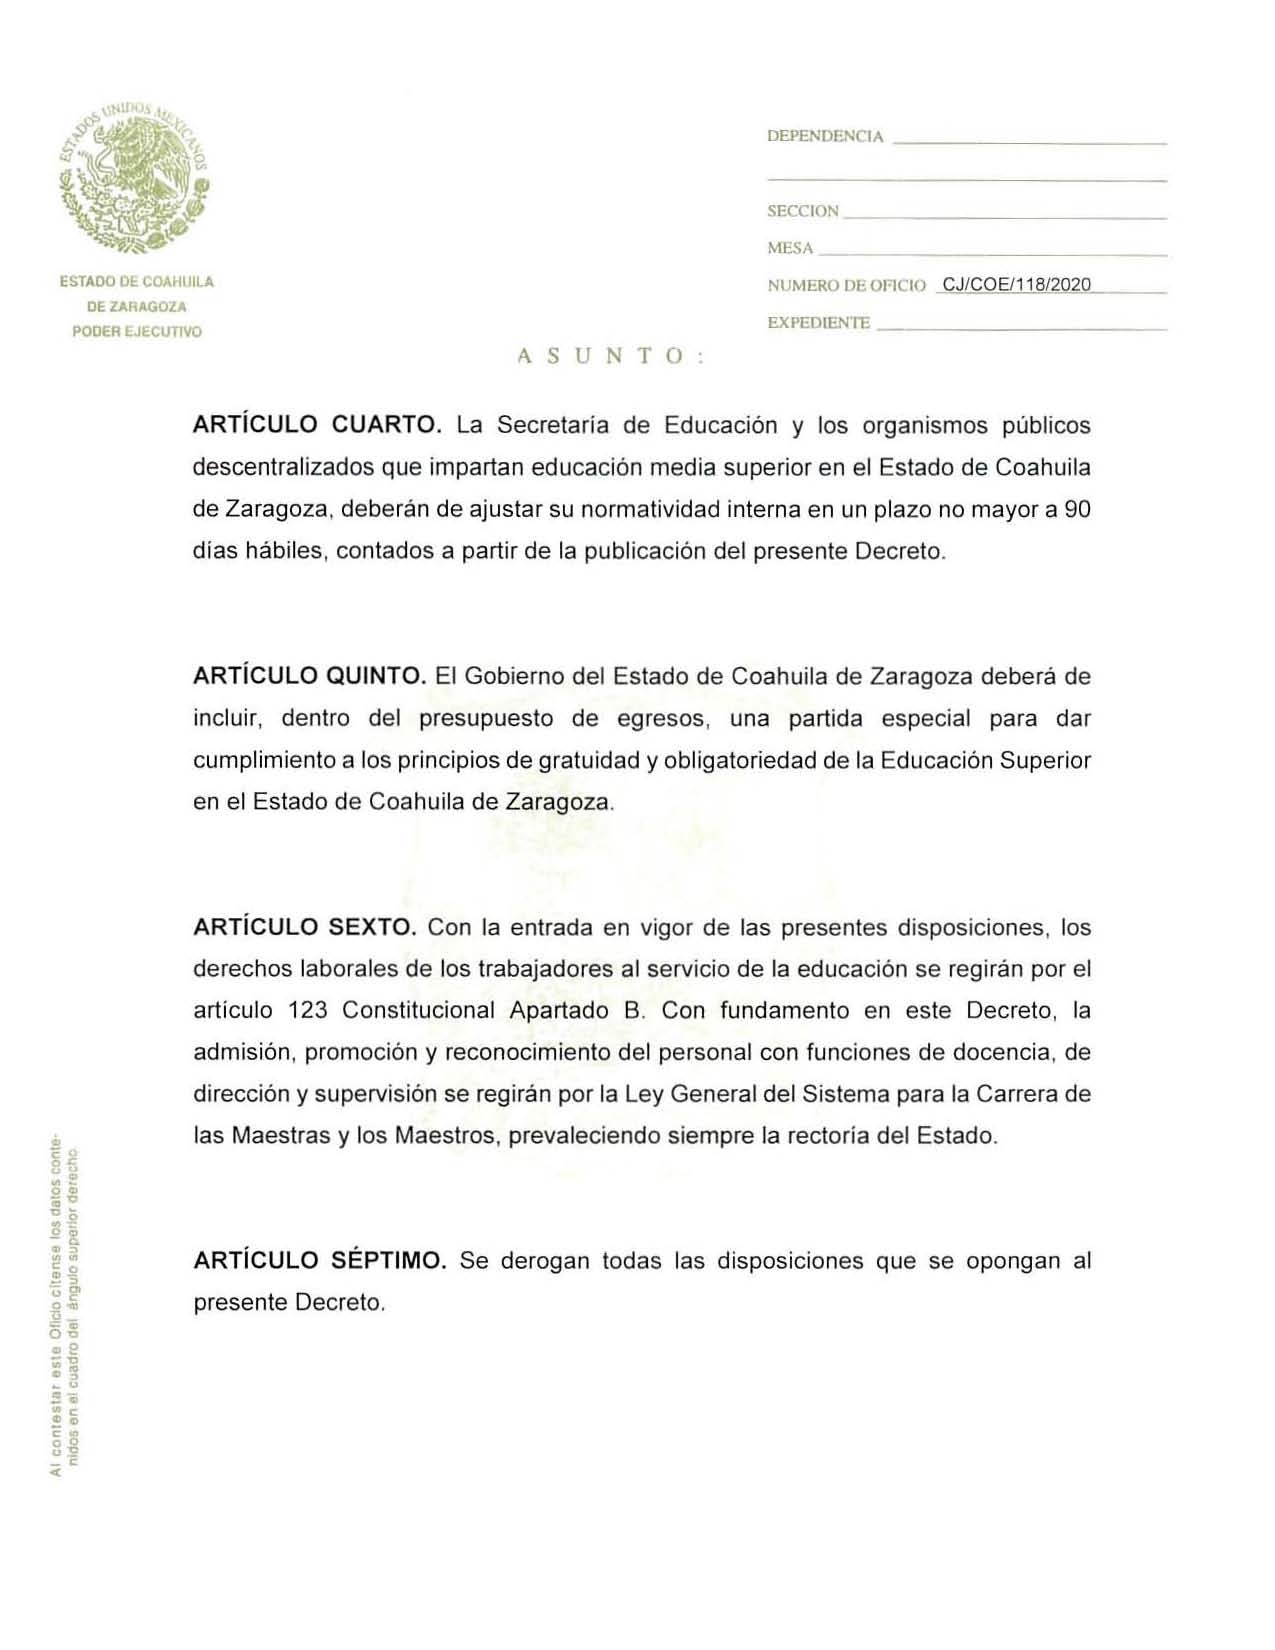 ESTADOS UNIDOS MEXICANOS
ESTADO DE COAHUILA
DE ZARAGOZA
PODER EJECUTIVO
DEPENDENCIA
SECCION
MESA
NUMERO DE OFICIO CJ/COE/118/2020
EXPEDIENTE
ASUNTO:
ARTÍCULO CUARTO. La Secretaría de Educación y los organismos públicos
descentralizados que impartan educación media superior en el Estado de Coahuila
de Zaragoza, deberán de ajustar su normatividad interna en un plazo no mayor a 90
días hábiles, contados a partir de la publicación del presente Decreto.
ARTÍCULO QUINTO. El Gobierno del Estado de Coahuila de Zaragoza deberá de
incluir, dentro del presupuesto de egresos, una partida especial para dar
cumplimiento a los principios de gratuidad y obligatoriedad de la Educación Superior
en el Estado de Coahuila de Zaragoza.
ARTÍCULO SEXTO. Con la entrada en vigor de las presentes disposiciones, los
derechos laborales de los trabajadores al servicio de la educación se regirán por el
artículo 123 Constitucional Apartado B. Con fundamento en este Decreto, la
admisión, promoción y reconocimiento del personal con funciones de docencia, de
dirección y supervisión se regirán por la Ley General del Sistema para la Carrera de
las Maestras y los Maestros, prevaleciendo siempre la rectoría del Estado.
ARTÍCULO SÉPTIMO. Se derogan todas las disposiciones que se opongan al
presente Decreto.
Al contestar este Oficio cítense los datos conte-
nidos en el cuadro del ángulo superior derecho.